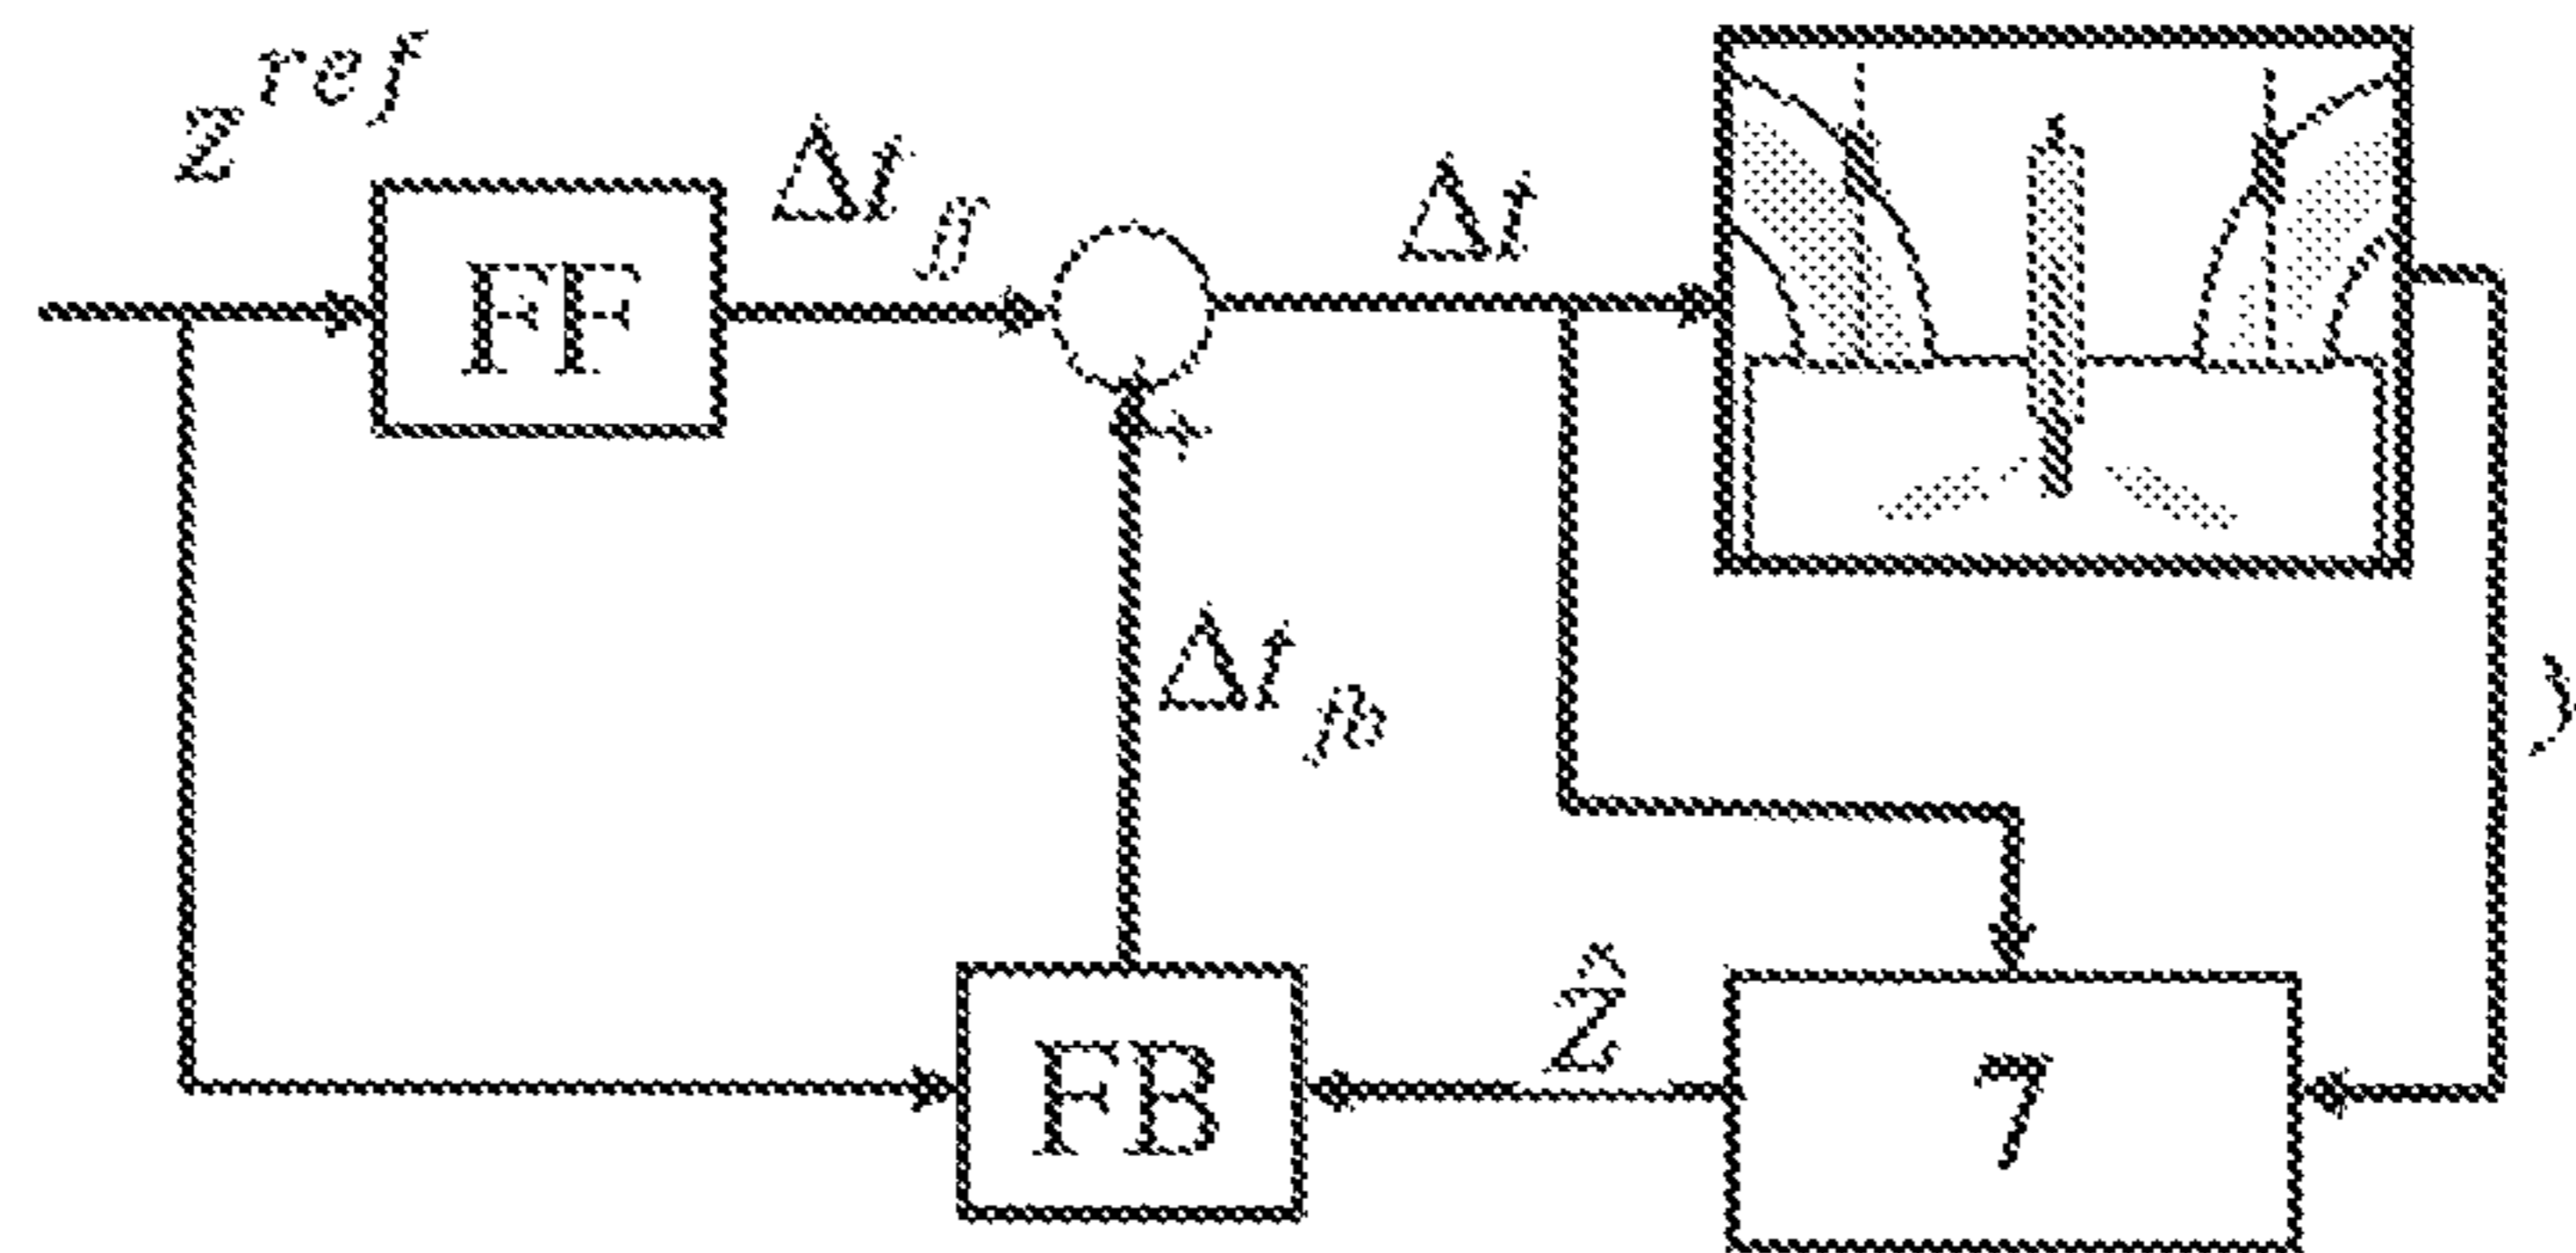 z^ref
Δt_ff
Δt
FF
+
Δt_fb
y
ẑ
FB
7